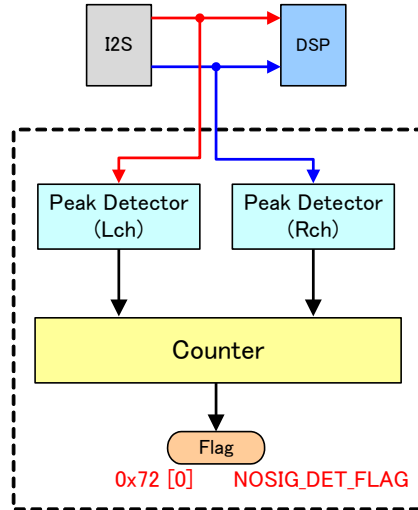 I2S
DSP
Peak Detector
(Lch)
Peak Detector
(Rch)
Counter
Flag
0x72 [0] NOSIG_DET_FLAG